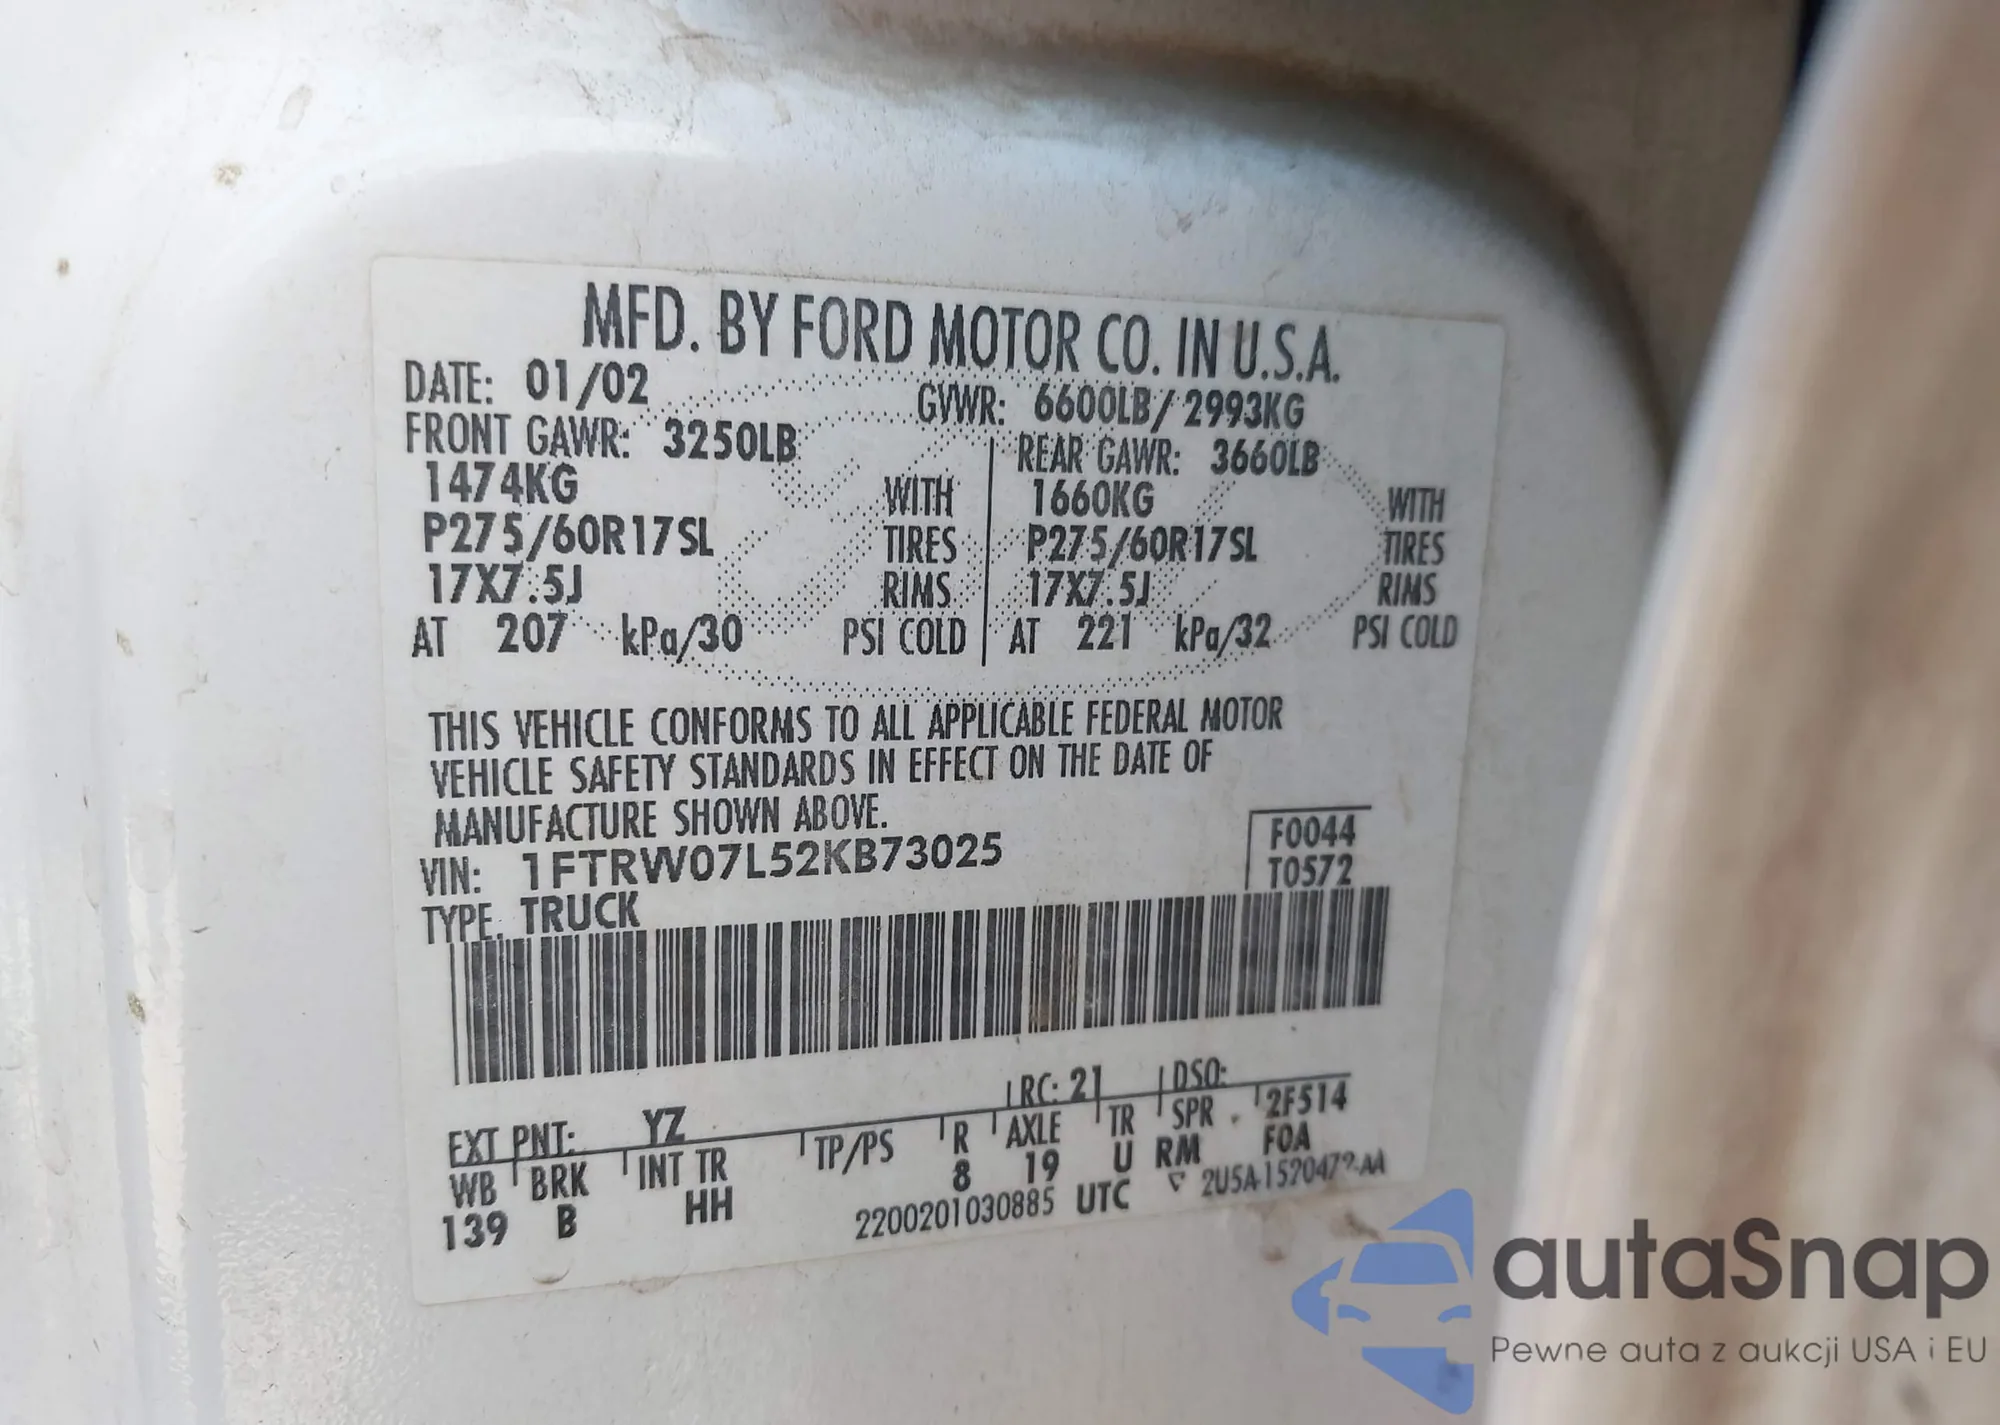 MFD. BY FORD MOTOR CO. IN U.S.A.
DATE: 01/02 GVWR: 6600LB/2993KG
FRONT GAWR: 3250LB REAR GAWR: 3660LB
1474KG WITH 1660KG WITH
P275/60R17SL TIRES P275/60R17SL TIRES
17X7.5J RIMS 17X7.5J RIMS
AT 207 kPa/30 PSI COLD AT 221 kPa/32 PSI COLD
THIS VEHICLE CONFORMS TO ALL APPLICABLE FEDERAL MOTOR
VEHICLE SAFETY STANDARDS IN EFFECT ON THE DATE OF
MANUFACTURE SHOWN ABOVE.
VIN: 1FTRW07L52KB73025 F0044
TYPE: TRUCK T0572
EXT PNT: YZ RC: 21 DSO:
WB BRK INT TR TP/PS R AXLE TR SPR 2F514
139 B HH 8 19 U RM FOA
2200201030885 UTC 2U5A-1520472-AA
autaSnap
Pewne auta z aukcji USA i EU